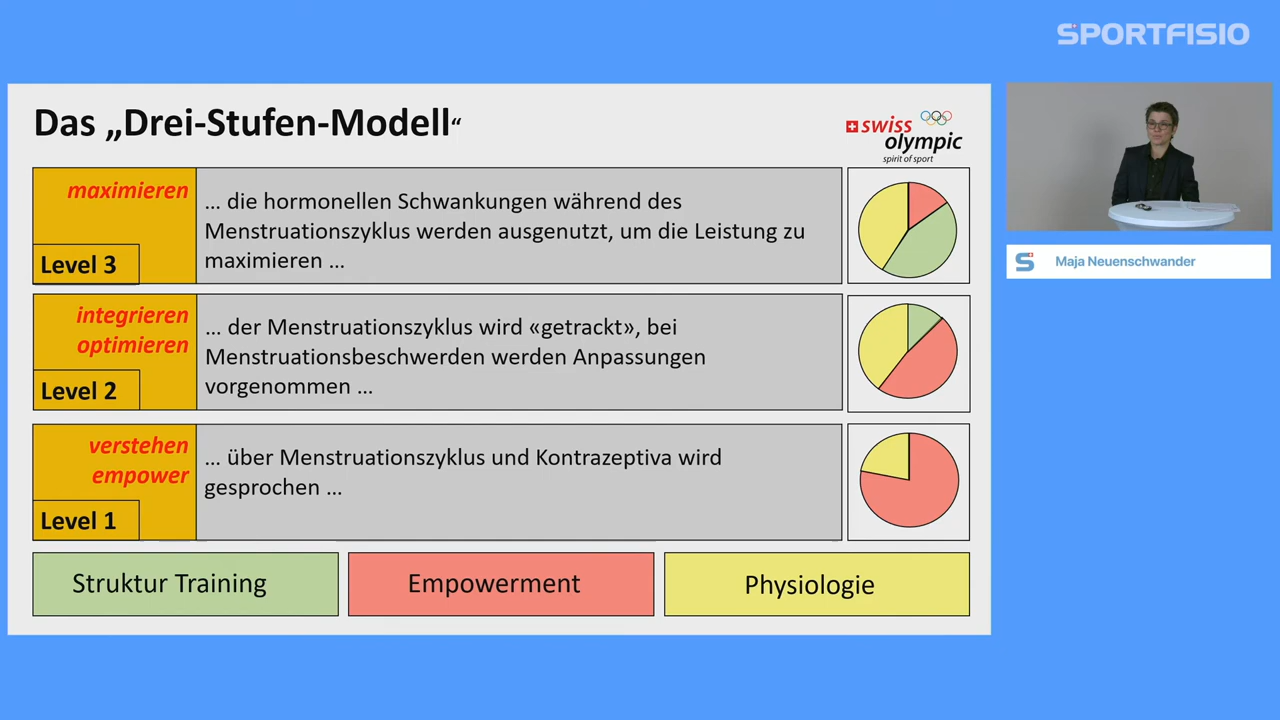 SPORTFISIO
Das „Drei-Stufen-Modell“
swiss
olympic
spirit of sport
maximieren
Level 3
... die hormonellen Schwankungen während des
Menstruationszyklus werden ausgenutzt, um die Leistung zu
maximieren ...
integrieren
optimieren
Level 2
... der Menstruationszyklus wird «getrackt», bei
Menstruationsbeschwerden werden Anpassungen
vorgenommen ...
verstehen
empower
Level 1
... über Menstruationszyklus und Kontrazeptiva wird
gesprochen ...
Struktur Training
Empowerment
Physiologie
S
Maja Neuenschwander